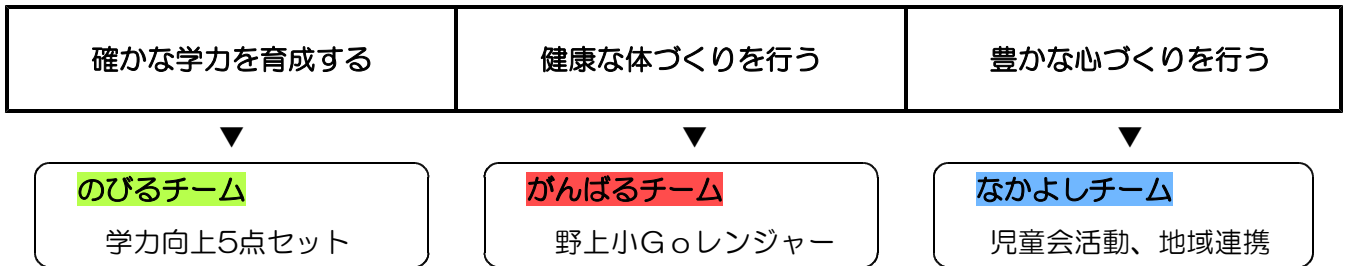 確かな学力を育成する
健康な体づくりを行う
豊かな心づくりを行う
▼
▼
▼
のびるチーム
学力向上5点セット
がんばるチーム
野上小Ｇｏレンジャー
なかよしチーム
児童会活動、地域連携